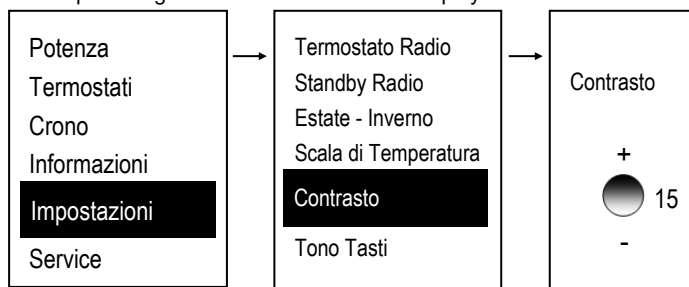 Potenza
Termostati
Crono
Informazioni
Impostazioni
Service
Termostato Radio
Standby Radio
Estate - Inverno
Scala di Temperatura
Contrasto
Tono Tasti
Contrasto
+
15
-